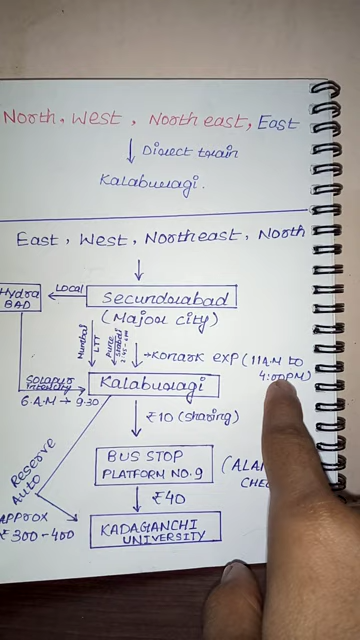 North, West, North east, East
Direct train
Kalaburagi.
East, West, Northeast, North
Hydra
BAD
Local
Secunderabad
(Major city)
Mumbai
LTT
Pune
Konark exp (11A.M to
4:00PM)
Solapur
Intercity
6 A.M → 9:30
Kalaburagi
₹10 (sharing)
BUS STOP
PLATFORM NO.9
Reserve
Auto
₹40
APPROX
₹300-400
KADAGANCHI
UNIVERSITY